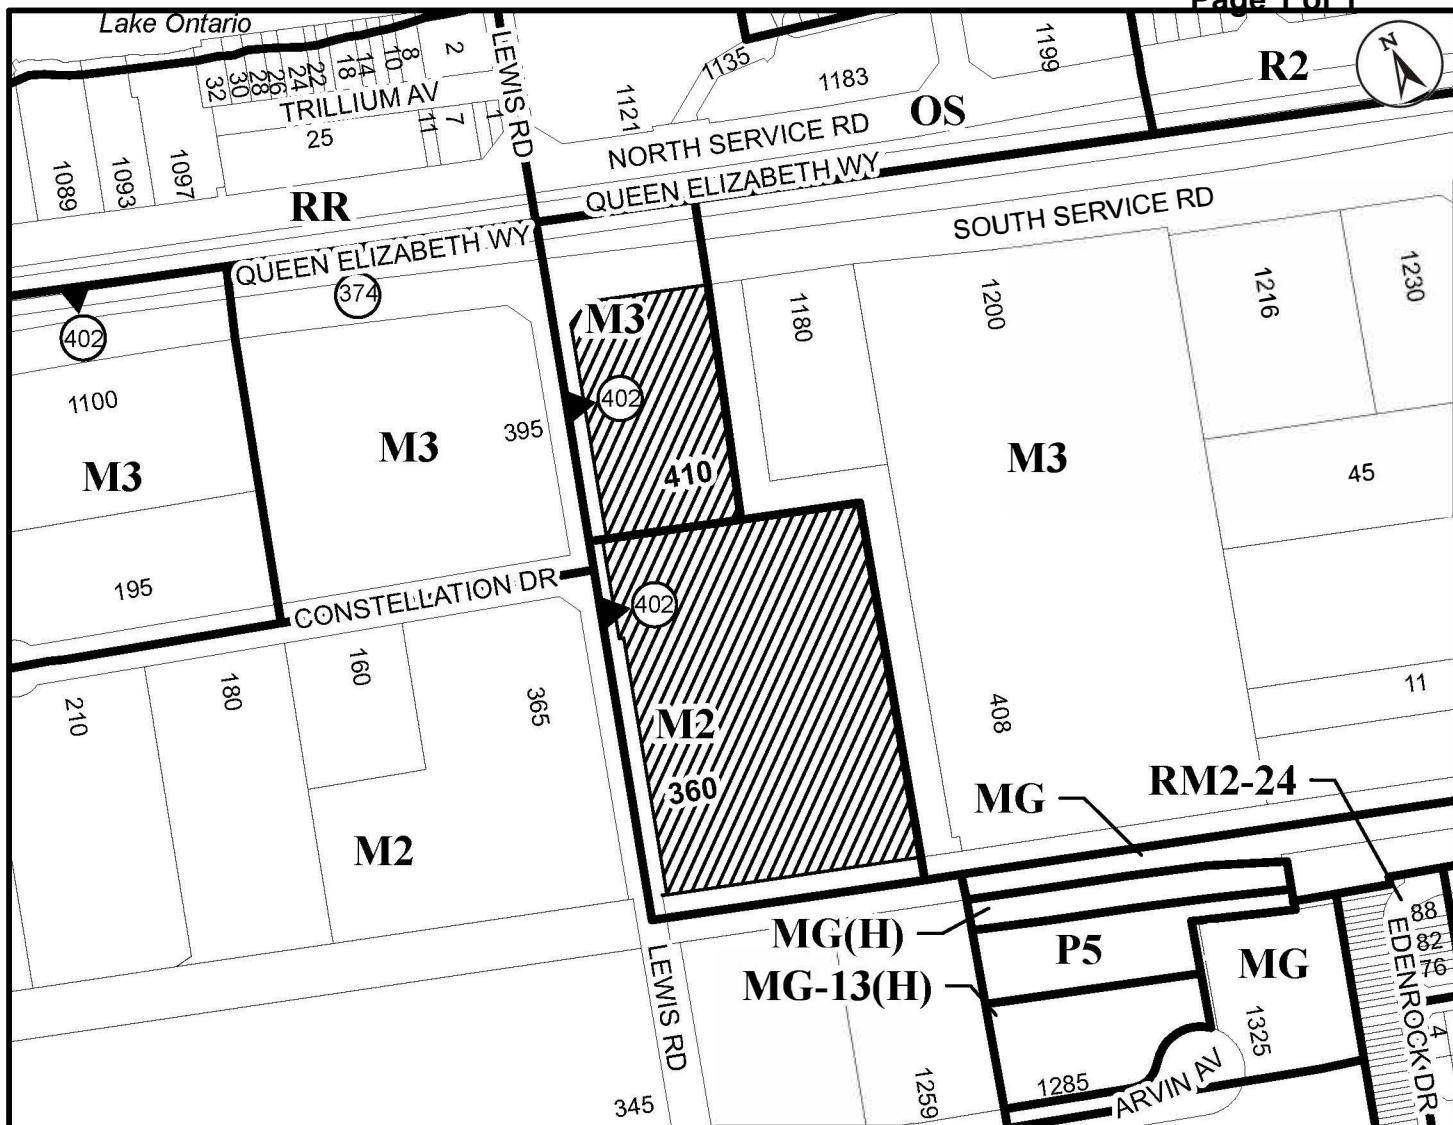 Page 1 of 1
Lake Ontario
32
30
28
26
24
22
18
14
10
8
2
LEWIS RD
TRILLIUM AV
25
11
7
1
1089
1093
1097
RR
1121
1135
1183
1199
OS
R2
N
NORTH SERVICE RD
QUEEN ELIZABETH WY
QUEEN ELIZABETH WY
SOUTH SERVICE RD
374
402
1100
M3
195
M3
395
M3
402
410
1180
1200
M3
1216
1230
45
11
408
CONSTELLATION DR
402
M2
360
210
180
160
365
M2
MG
RM2-24
MG(H)
MG-13(H)
P5
MG
1325
1285
ARVIN AV
1259
345
LEWIS RD
EDENROCK DR
88
82
76
4